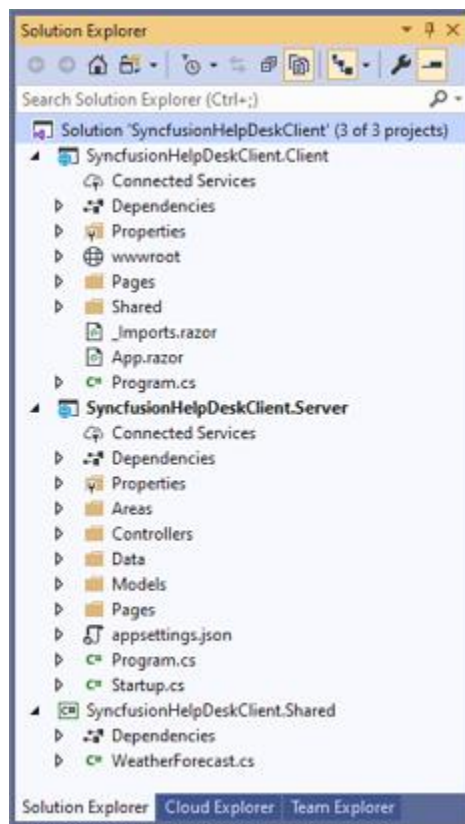 Solution Explorer
Search Solution Explorer (Ctrl+;)
Solution 'SyncfusionHelpDeskClient' (3 of 3 projects)
SyncfusionHelpDeskClient.Client
Connected Services
Dependencies
Properties
wwwroot
Pages
Shared
_Imports.razor
App.razor
C# Program.cs
SyncfusionHelpDeskClient.Server
Connected Services
Dependencies
Properties
Areas
Controllers
Data
Models
Pages
appsettings.json
C# Program.cs
C# Startup.cs
C# SyncfusionHelpDeskClient.Shared
Dependencies
C# WeatherForecast.cs
Solution Explorer Cloud Explorer Team Explorer